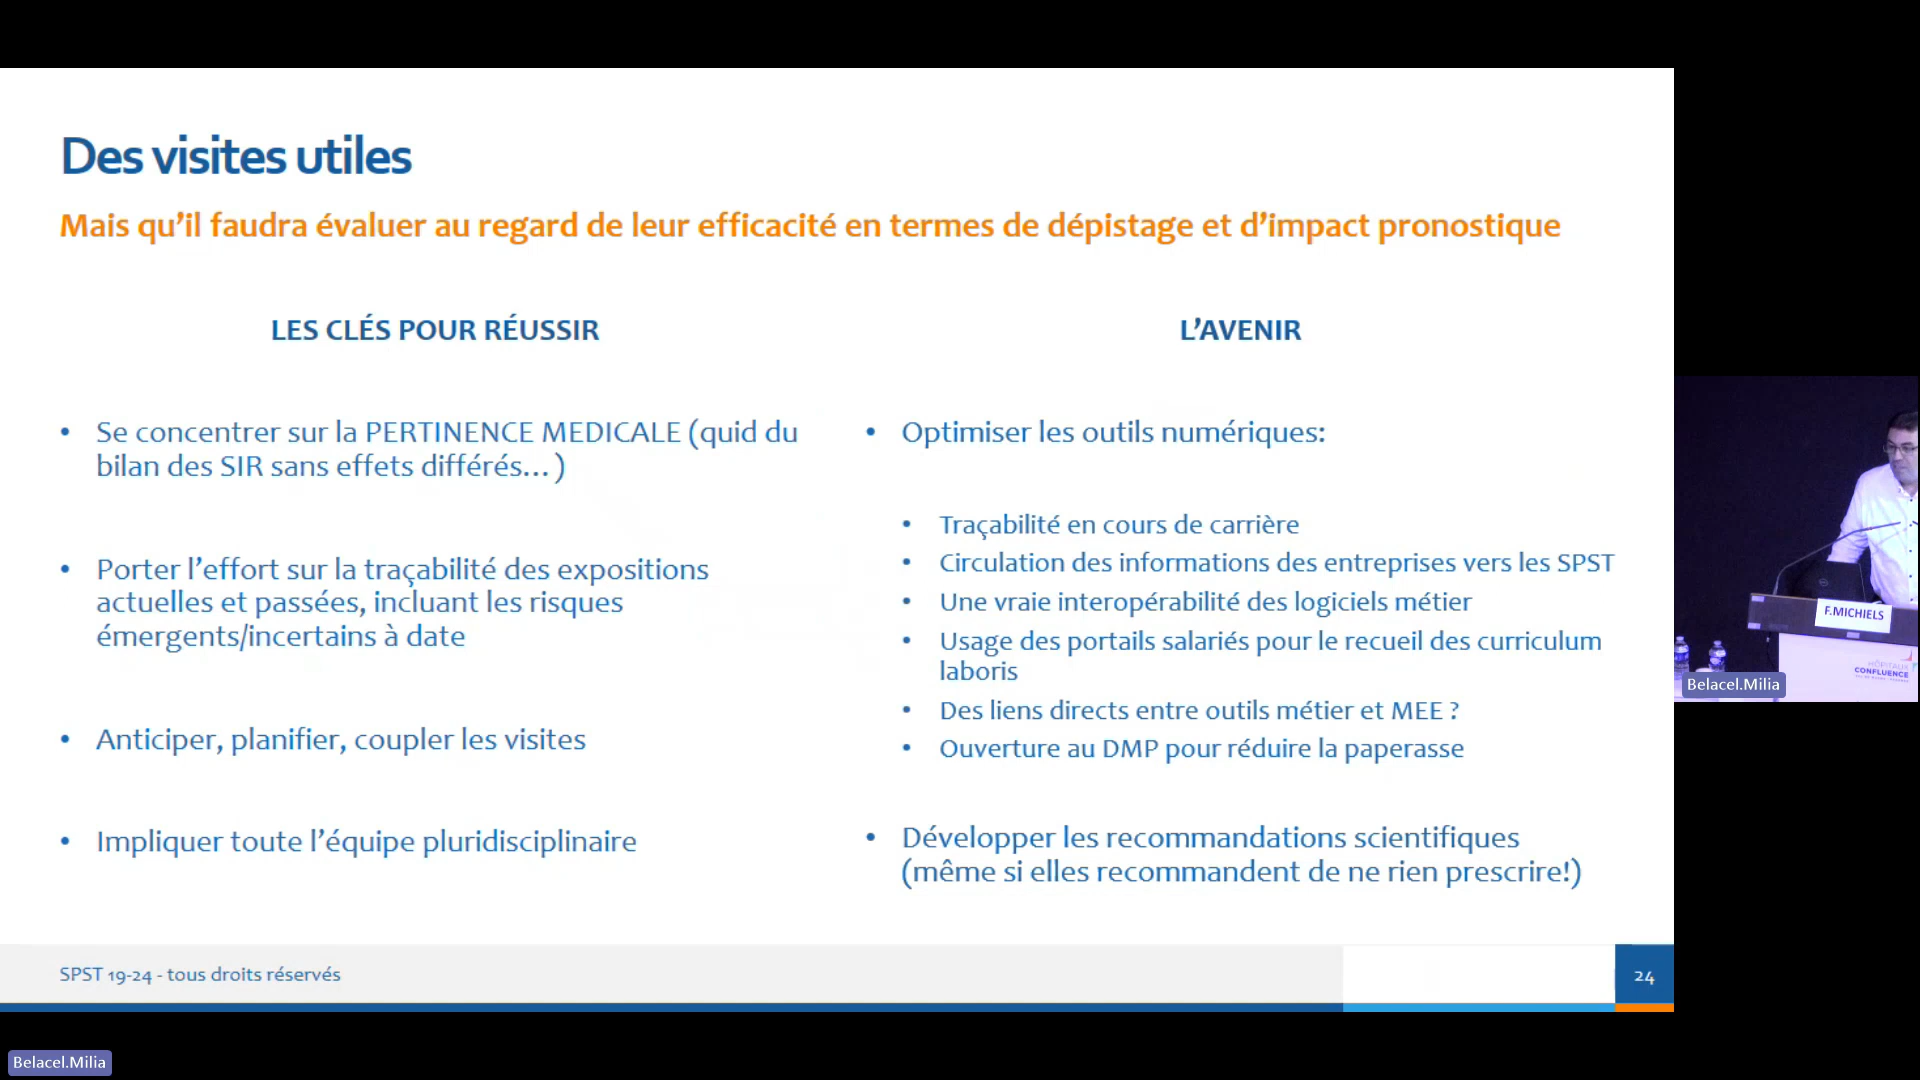 Des visites utiles
Mais qu’il faudra évaluer au regard de leur efficacité en termes de dépistage et d’impact pronostique
LES CLÉS POUR RÉUSSIR
• Se concentrer sur la PERTINENCE MEDICALE (quid du
bilan des SIR sans effets différés… )
• Porter l’effort sur la traçabilité des expositions
actuelles et passées, incluant les risques
émergents/incertains à date
• Anticiper, planifier, coupler les visites
• Impliquer toute l’équipe pluridisciplinaire
L’AVENIR
• Optimiser les outils numériques:
• Traçabilité en cours de carrière
• Circulation des informations des entreprises vers les SPST
• Une vraie interopérabilité des logiciels métier
• Usage des portails salariés pour le recueil des curriculum
laboris
• Des liens directs entre outils métier et MEE ?
• Ouverture au DMP pour réduire la paperasse
• Développer les recommandations scientifiques
(même si elles recommandent de ne rien prescrire!)
SPST 19-24 - tous droits réservés
24
F.MICHIELS
HÔPITAUX
CONFLUENCE
Belacel.Milia
Belacel.Milia